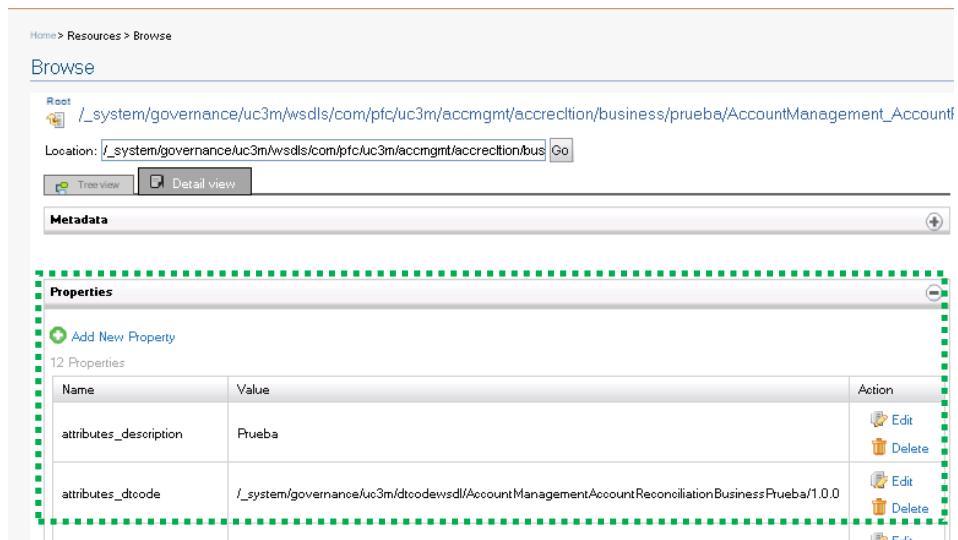 Home > Resources > Browse
Browse
Root
/_system/governance/uc3m/wsdls/com/pfc/uc3m/accmgmt/accrecltion/business/prueba/AccountManagement_Account
Location: /_system/governance/uc3m/wsdls/com/pfc/uc3m/accmgmt/accrecltion/bus Go
Tree view Detail view
Metadata
Properties
Add New Property
12 Properties
Name Value Action
attributes_description Prueba Edit
Delete
attributes_dtcode /_system/governance/uc3m/dtcodewsdl/AccountManagementAccountReconciliationBusinessPrueba/1.0.0 Edit
Delete
Edit